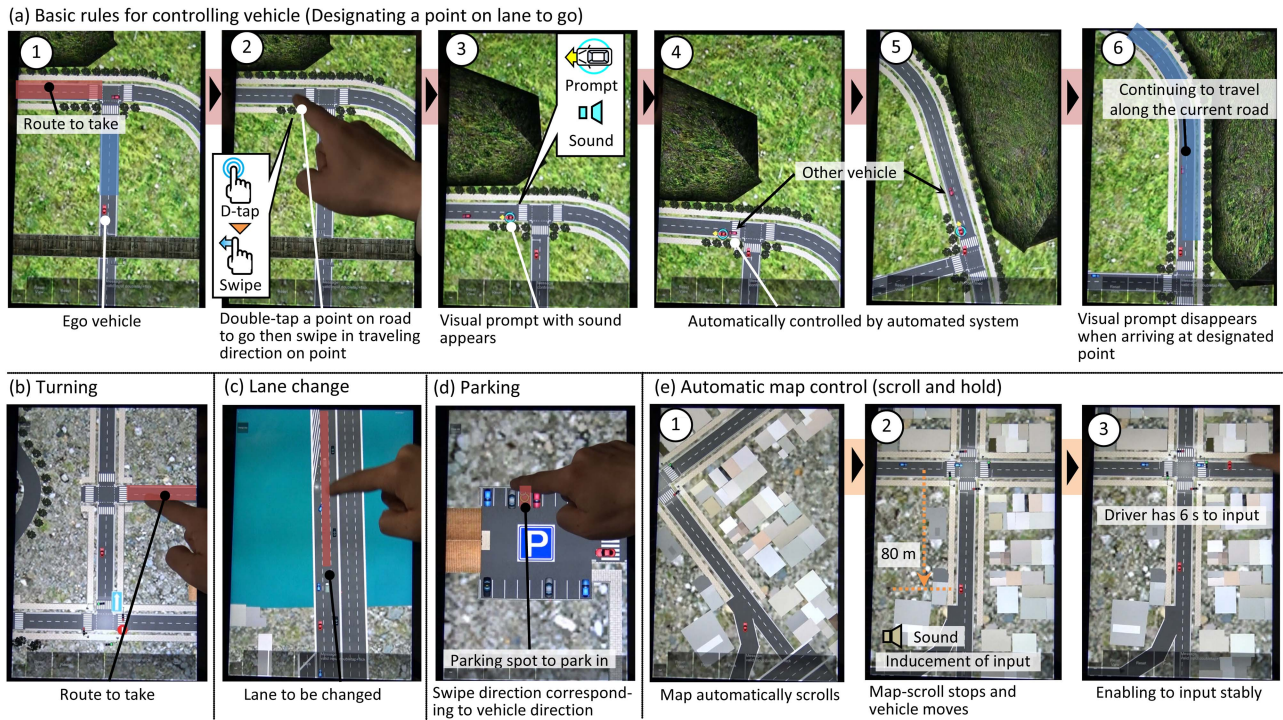 (a) Basic rules for controlling vehicle (Designating a point on lane to go)
1
Route to take
Ego vehicle
2
D-tap
Swipe
Double-tap a point on road
to go then swipe in traveling
direction on point
3
Prompt
Sound
Visual prompt with sound
appears
4
Other vehicle
5
Automatically controlled by automated system
6
Continuing to travel
along the current road
Visual prompt disappears
when arriving at designated
point
(b) Turning
Route to take
(c) Lane change
Lane to be changed
(d) Parking
P
Parking spot to park in
Swipe direction correspond-
ing to vehicle direction
(e) Automatic map control (scroll and hold)
1
Map automatically scrolls
2
80 m
Sound
Inducement of input
Map-scroll stops and
vehicle moves
3
Driver has 6 s to input
Enabling to input stably